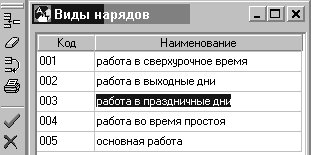 Виды нарядов
Код Наименование
001 работа в сверхурочное время
002 работа в выходные дни
003 работа в праздничные дни
004 работа во время простоя
005 основная работа